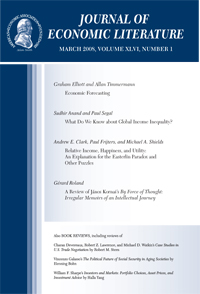 JOURNAL OF
ECONOMIC LITERATURE
MARCH 2008, VOLUME XLVI, NUMBER 1
Graham Elliott and Allan Timmermann
Economic Forecasting
Sudhir Anand and Paul Segal
What Do We Know about Global Income Inequality?
Andrew E. Clark, Paul Frijters, and Michael A. Shields
Relative Income, Happiness, and Utility:
An Explanation for the Easterlin Paradox and
Other Puzzles
Gérard Roland
A Review of János Kornai's By Force of Thought:
Irregular Memoirs of an Intellectual Journey
Also BOOK REVIEWS, including reviews of
Claasu Devereaux, Robert Z. Lawrence, and Michael D. Watkins's Case Studies in
U.S. Trade Negotiation by Robert M. Stern
Vincenzo Galasso's The Political Future of Social Security in Aging Societies by
William F. Sharpe's Investors and Markets: Portfolio Choices, Asset Prices, and
Investment Advice by